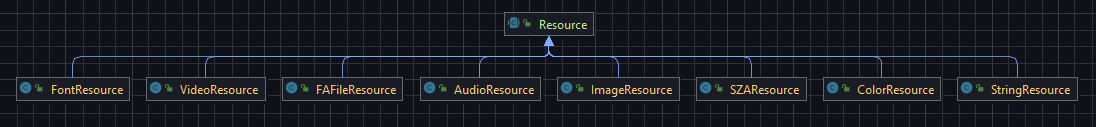 Resource
FontResource
VideoResource
FAFileResource
AudioResource
ImageResource
SZAResource
ColorResource
StringResource